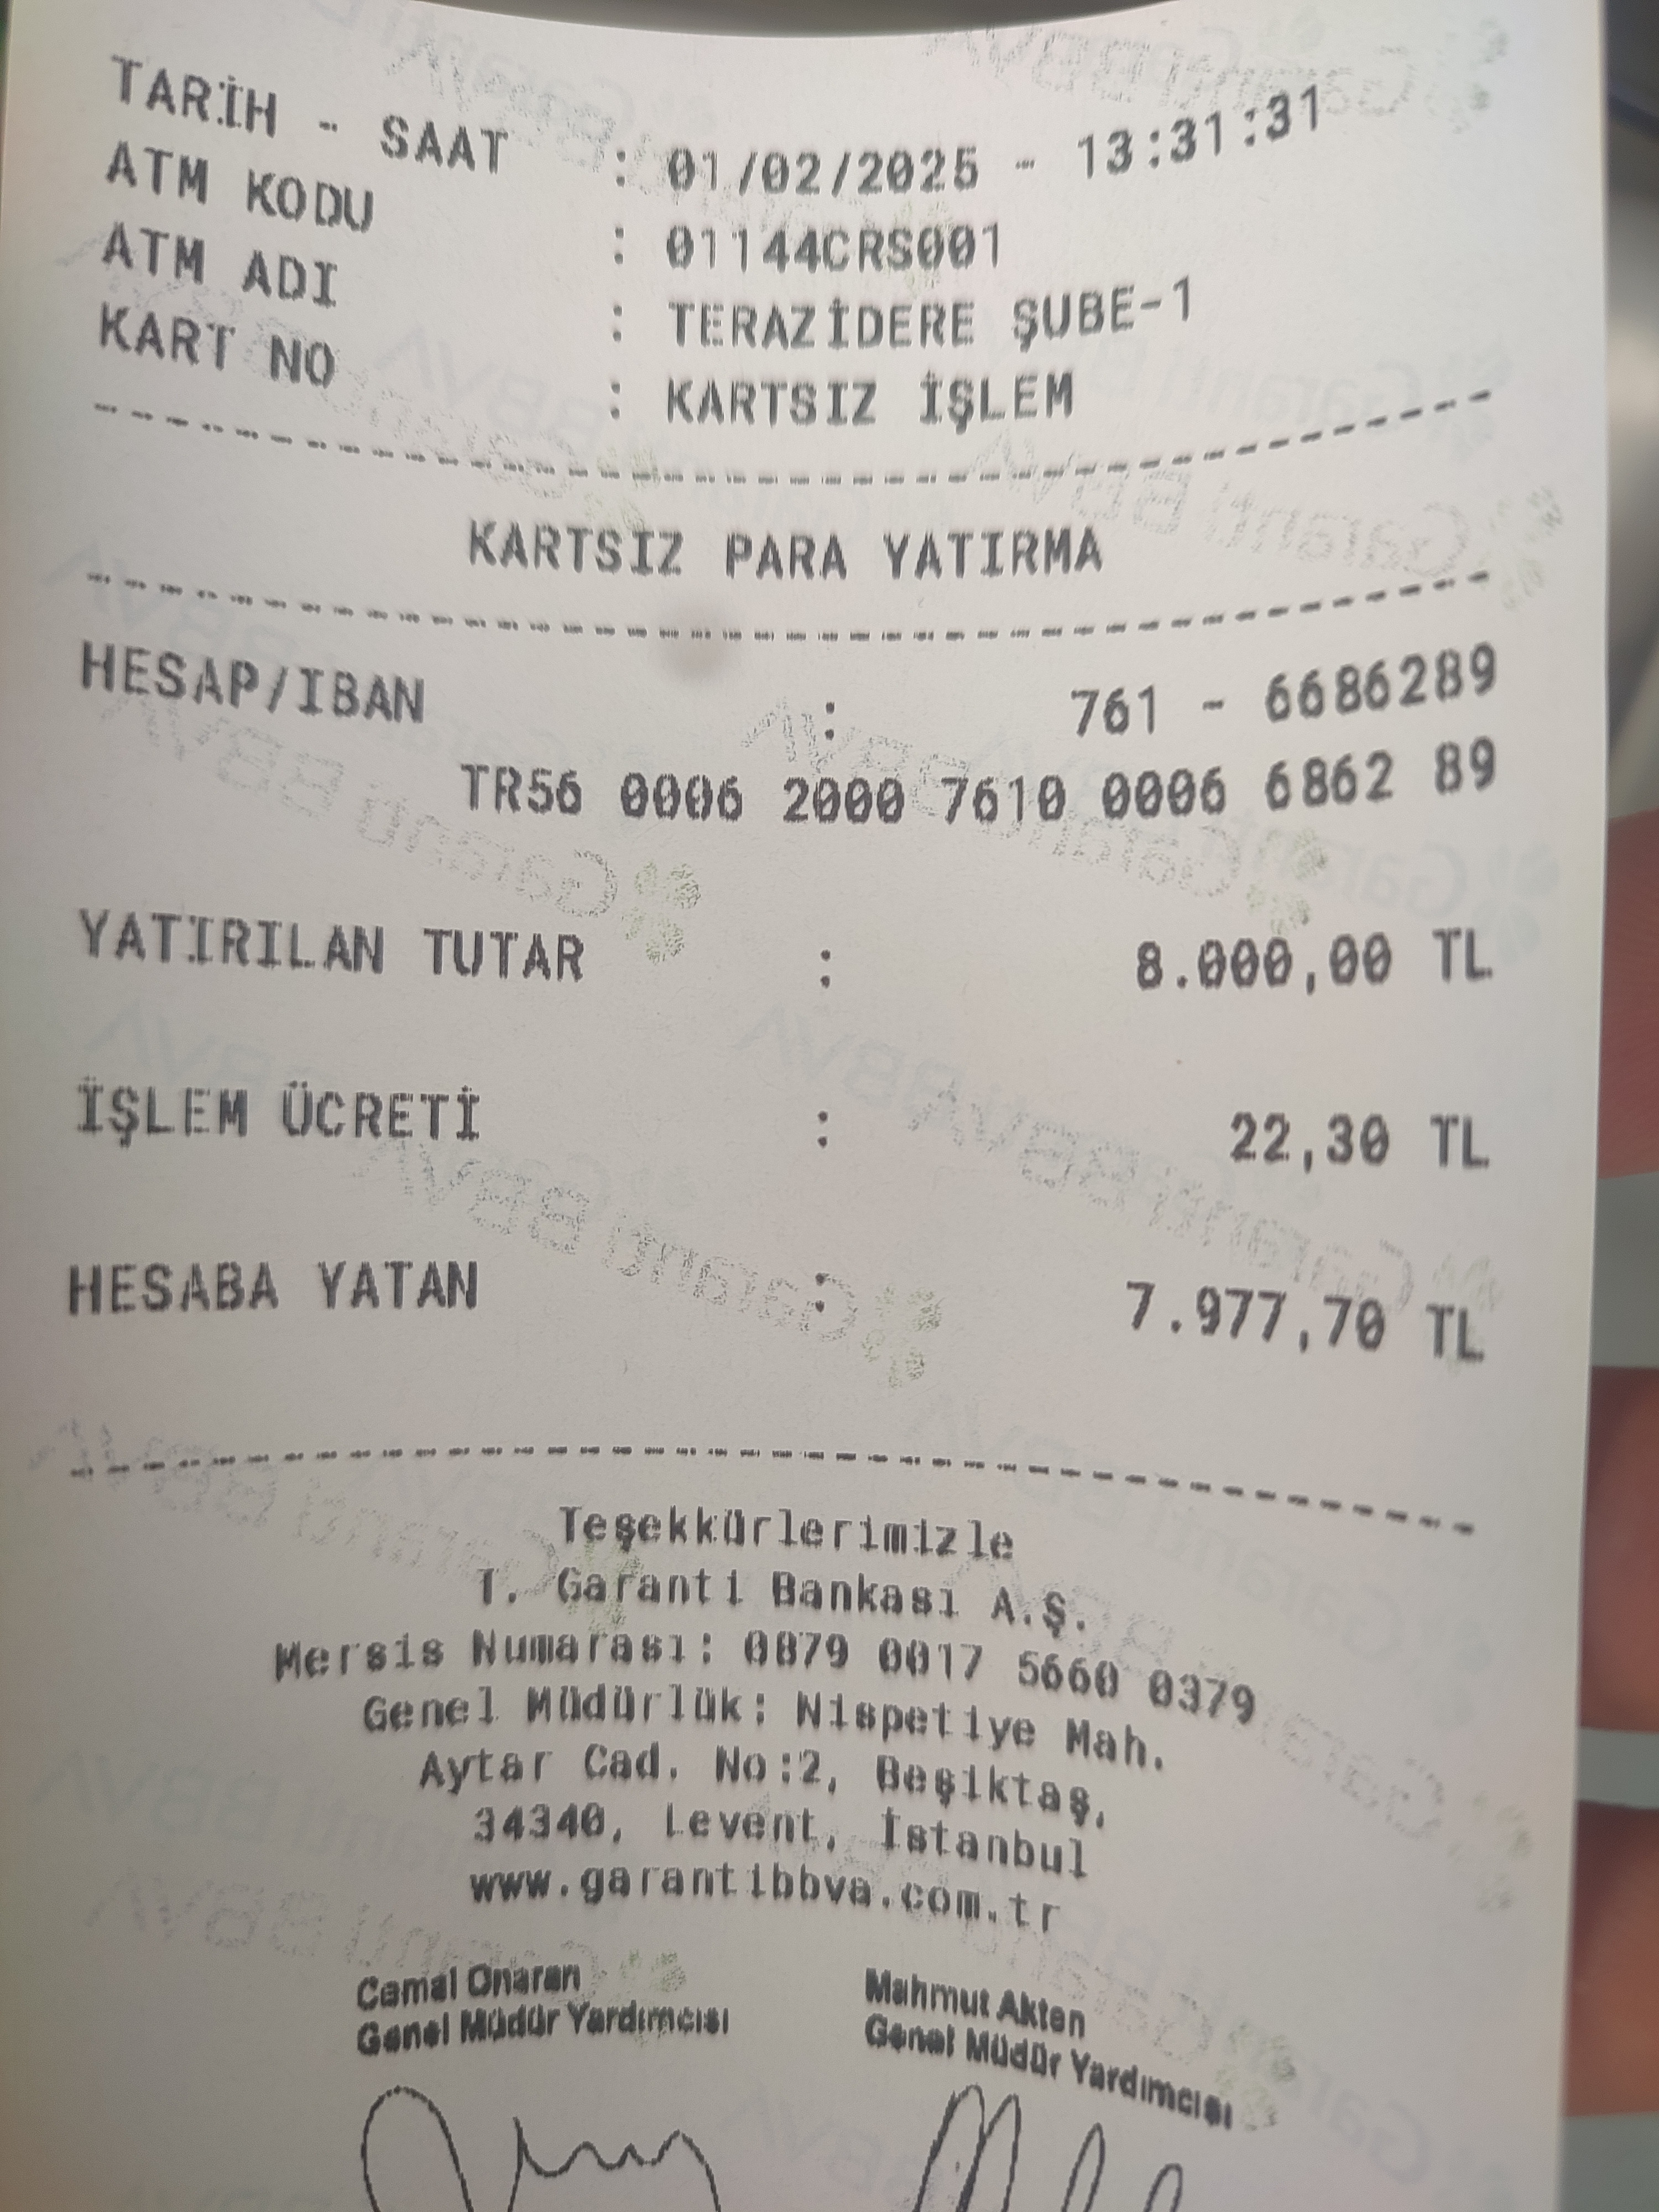 TARİH - SAAT : 01/02/2025 - 13:31:31
ATM KODU : 01144CRS001
ATM ADI : TERAZİDERE ŞUBE-1
KART NO : KARTSIZ İŞLEM
KARTSIZ PARA YATIRMA
HESAP/IBAN : 761 - 6686289
TR56 0006 2000 7610 0006 6862 89
YATIRILAN TUTAR : 8.000,00 TL
İŞLEM ÜCRETİ : 22,30 TL
HESABA YATAN : 7.977,70 TL
Teşekkürlerimizle
T. Garanti Bankası A.Ş.
Mersis Numarası: 0879 0017 5660 0379
Genel Müdürlük: Nispetiye Mah.
Aytar Cad. No:2, Beşiktaş,
34340, Levent, İstanbul
www.garantibbva.com.tr
Cemal Onaran Mahmut Akten
Genel Müdür Yardımcısı Genel Müdür Yardımcısı